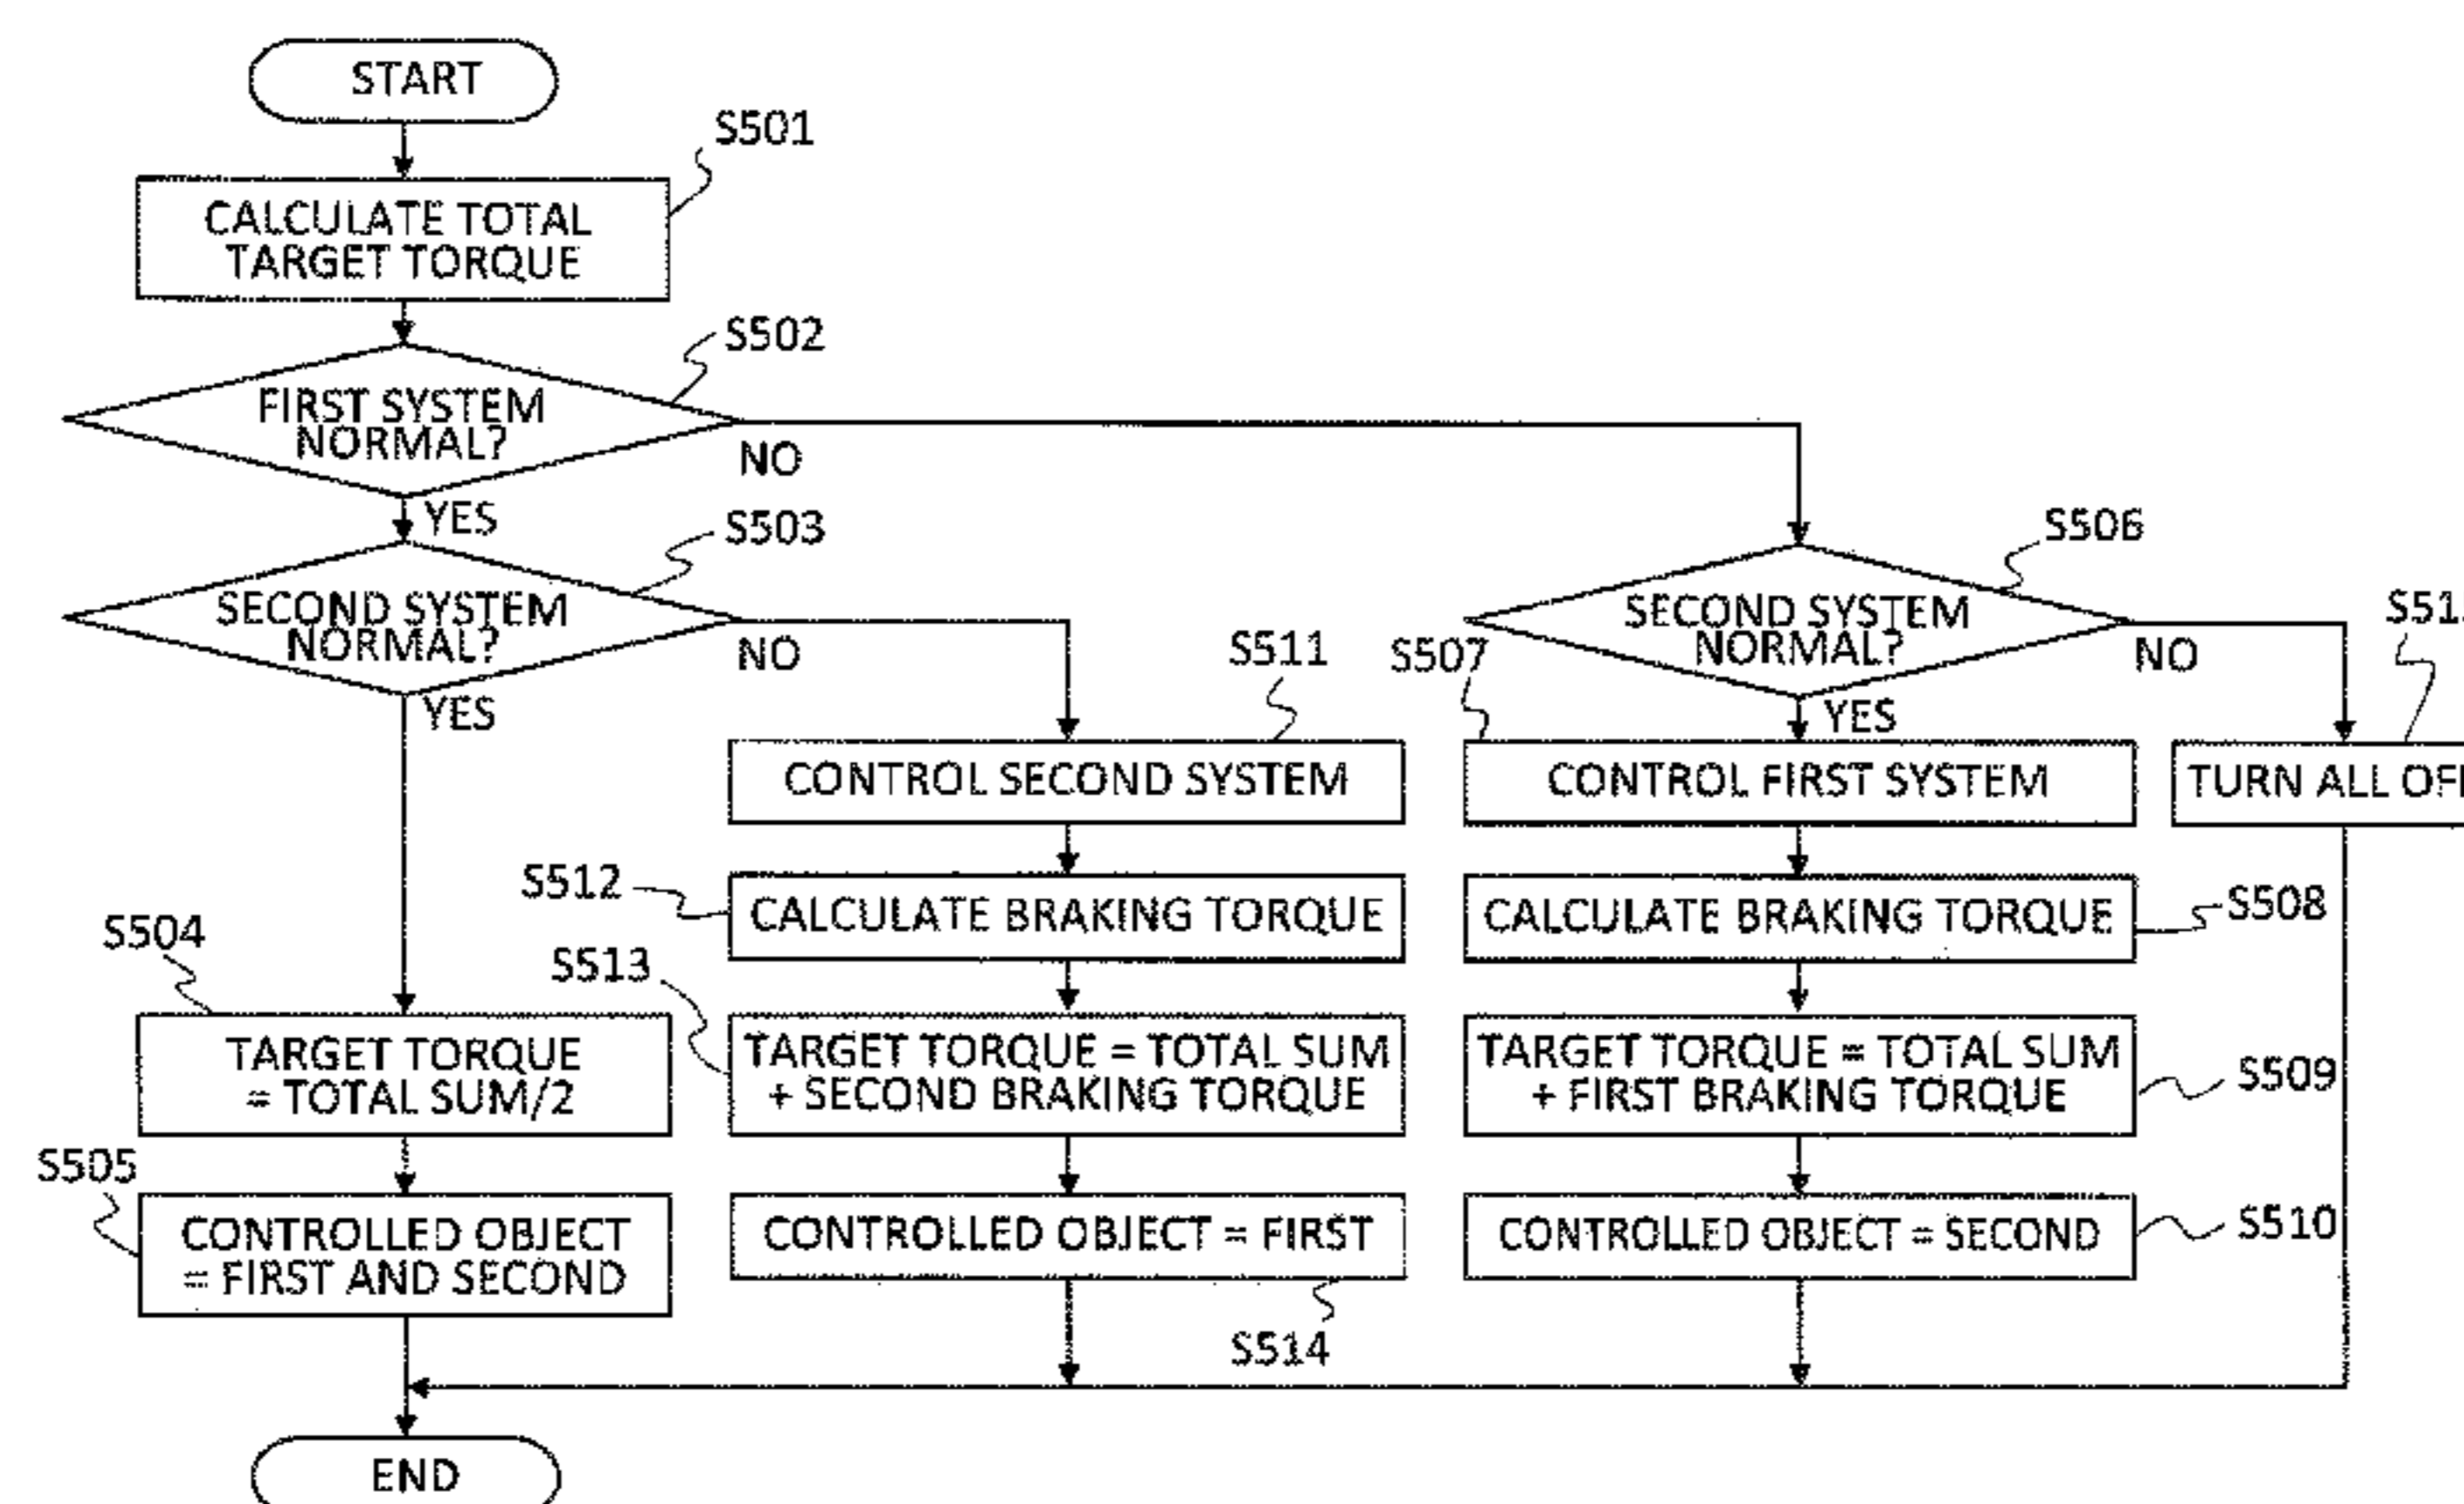 START
S501
CALCULATE TOTAL
TARGET TORQUE
S502
FIRST SYSTEM
NORMAL?
NO
YES
S503
SECOND SYSTEM
NORMAL?
NO
YES
S506
SECOND SYSTEM
NORMAL?
NO
YES
S511
CONTROL SECOND SYSTEM
S507
CONTROL FIRST SYSTEM
TURN ALL
S512
CALCULATE BRAKING TORQUE
CALCULATE BRAKING TORQUE
S508
S504
TARGET TORQUE
= TOTAL SUM/2
S513
TARGET TORQUE = TOTAL SUM
+ SECOND BRAKING TORQUE
TARGET TORQUE = TOTAL SUM
+ FIRST BRAKING TORQUE
S509
S505
CONTROLLED OBJECT
= FIRST AND SECOND
CONTROLLED OBJECT = FIRST
S514
CONTROLLED OBJECT = SECOND
S510
END